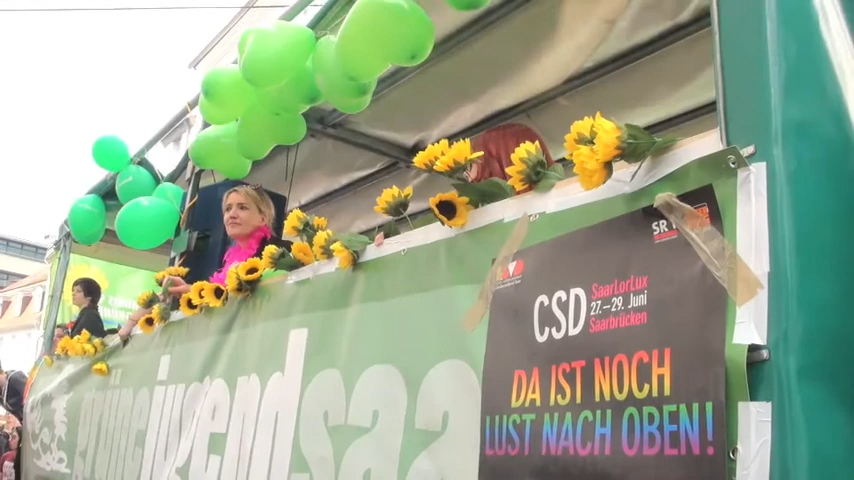 grünejugendsaa
SR
CSD
SaarLorLux
27.–29. Juni
Saarbrücken
DA IST NOCH
LUST NACH OBEN!